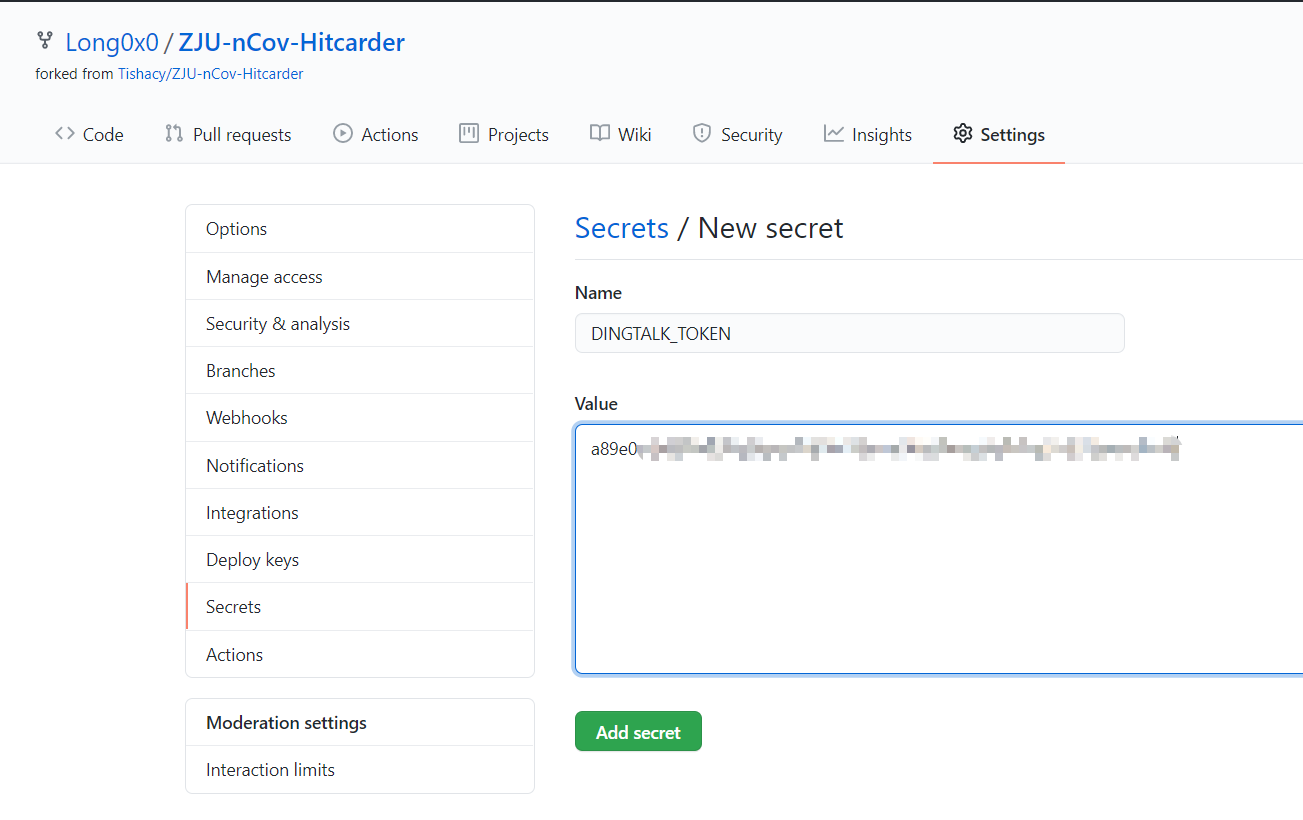 Long0x0 / ZJU-nCov-Hitcarder
forked from Tishacy/ZJU-nCov-Hitcarder
Code Pull requests Actions Projects Wiki Security Insights Settings
Options
Manage access
Security & analysis
Branches
Webhooks
Notifications
Integrations
Deploy keys
Secrets
Actions
Moderation settings
Interaction limits
Secrets / New secret
Name
DINGTALK_TOKEN
Value
a89e0
Add secret